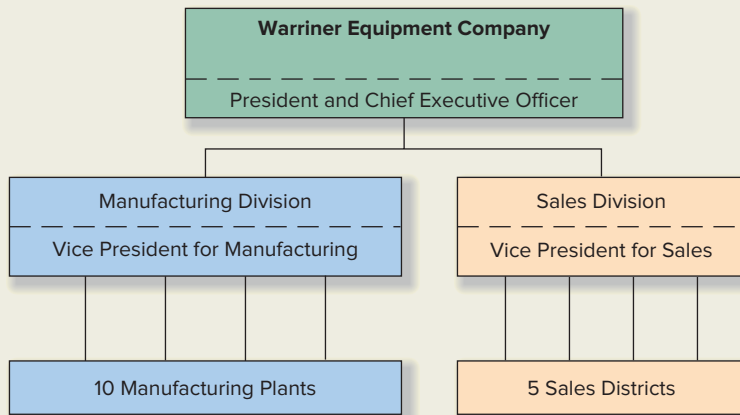 Warriner Equipment Company
President and Chief Executive Officer
Manufacturing Division
Vice President for Manufacturing
Sales Division
Vice President for Sales
10 Manufacturing Plants
5 Sales Districts